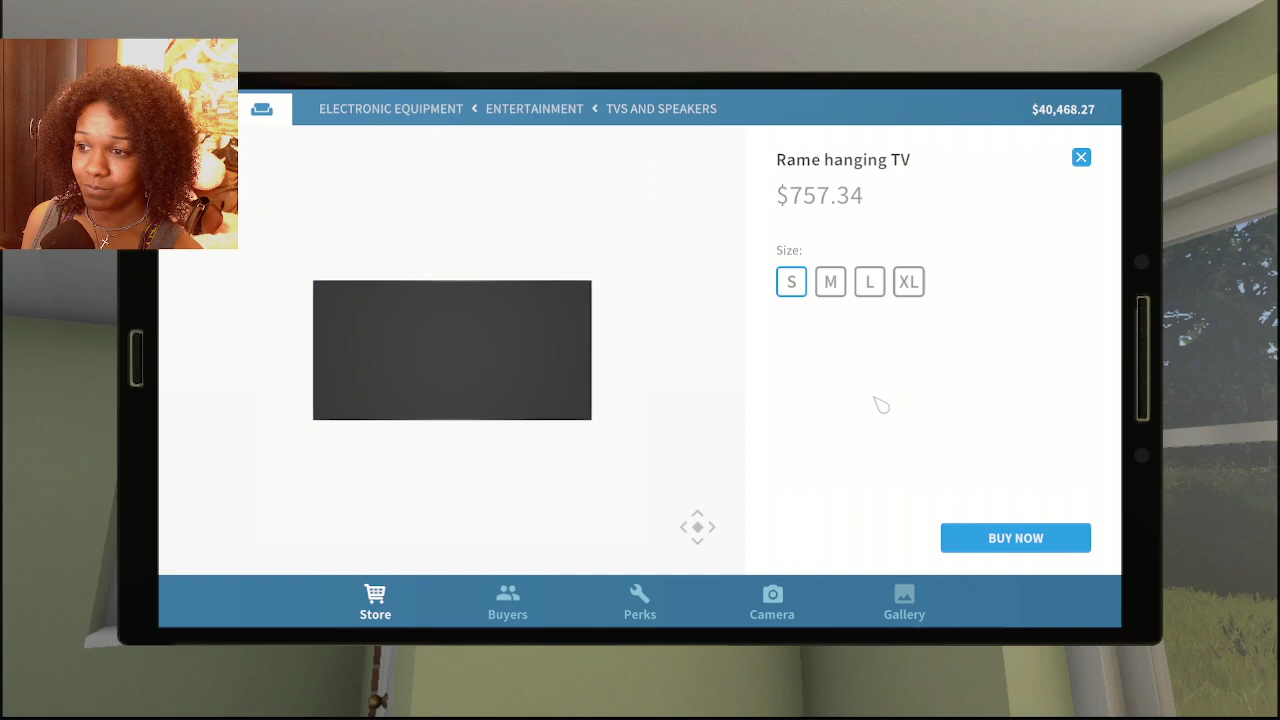 ELECTRONIC EQUIPMENT < ENTERTAINMENT < TVS AND SPEAKERS
$40,468.27
Rame hanging TV
$757.34
Size:
S M L XL
BUY NOW
Store Buyers Perks Camera Gallery